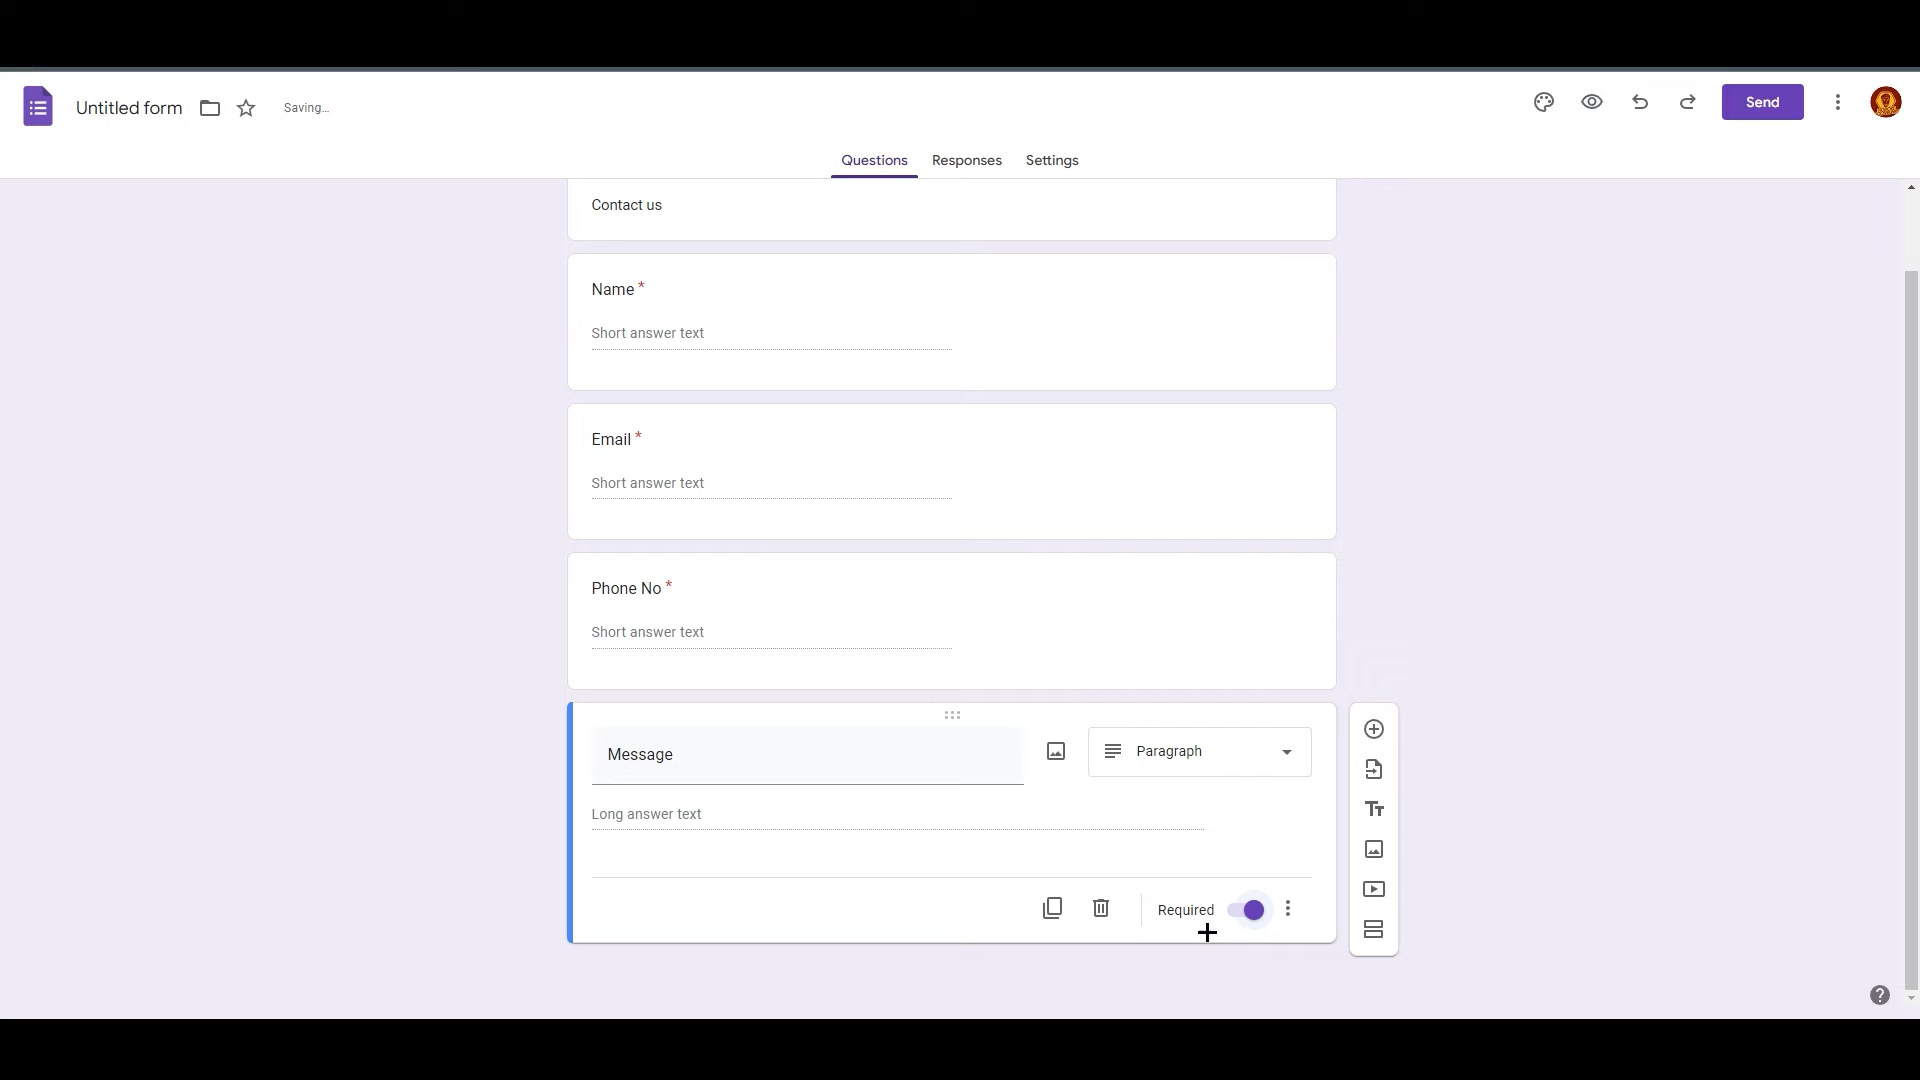 Untitled form
Saving...
Send
Questions
Responses
Settings
Contact us
Name *
Short answer text
Email *
Short answer text
Phone No *
Short answer text
Message
Paragraph
Long answer text
Required